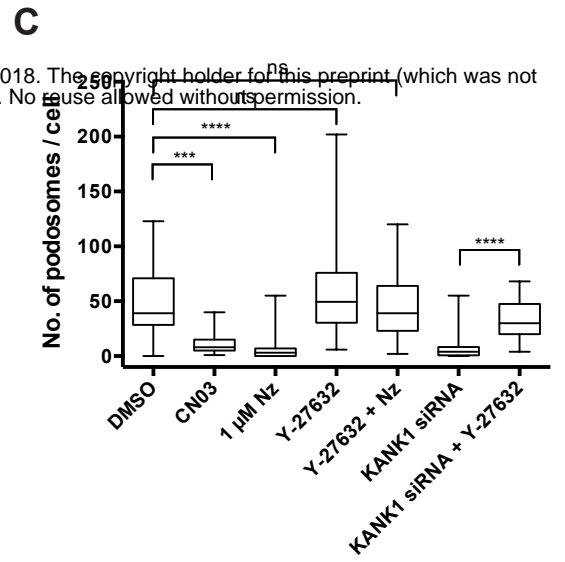 C
018. The copyright holder for this preprint (which was not
. No reuse allowed without permission.
ns
ns
****
***
****
No. of podosomes / cell
250
200
150
100
50
0
DMSO
CN03
1 µM Nz
Y-27632
Y-27632 + Nz
KANK1 siRNA
KANK1 siRNA + Y-27632